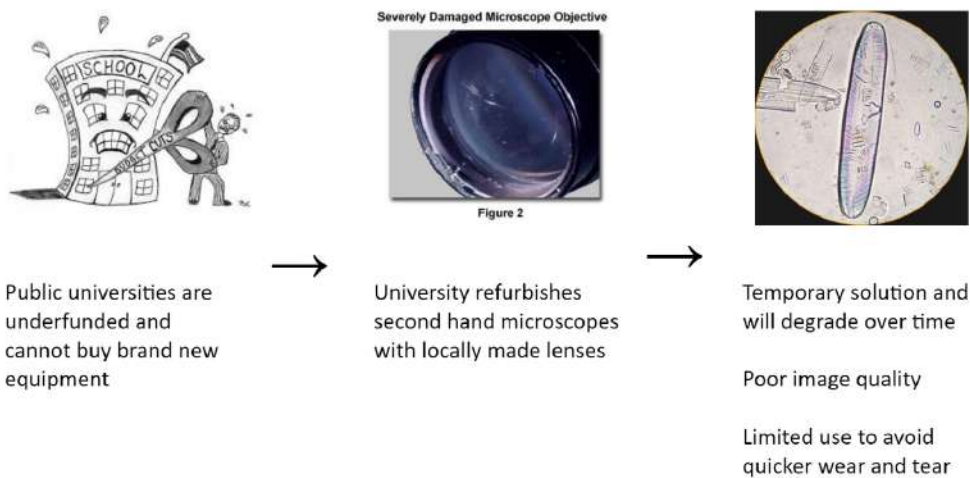 Severely Damaged Microscope Objective
SCHOOL
BUDGET CUTS
Figure 2
Public universities are
underfunded and
cannot buy brand new
equipment
University refurbishes
second hand microscopes
with locally made lenses
Temporary solution and
will degrade over time
Poor image quality
Limited use to avoid
quicker wear and tear